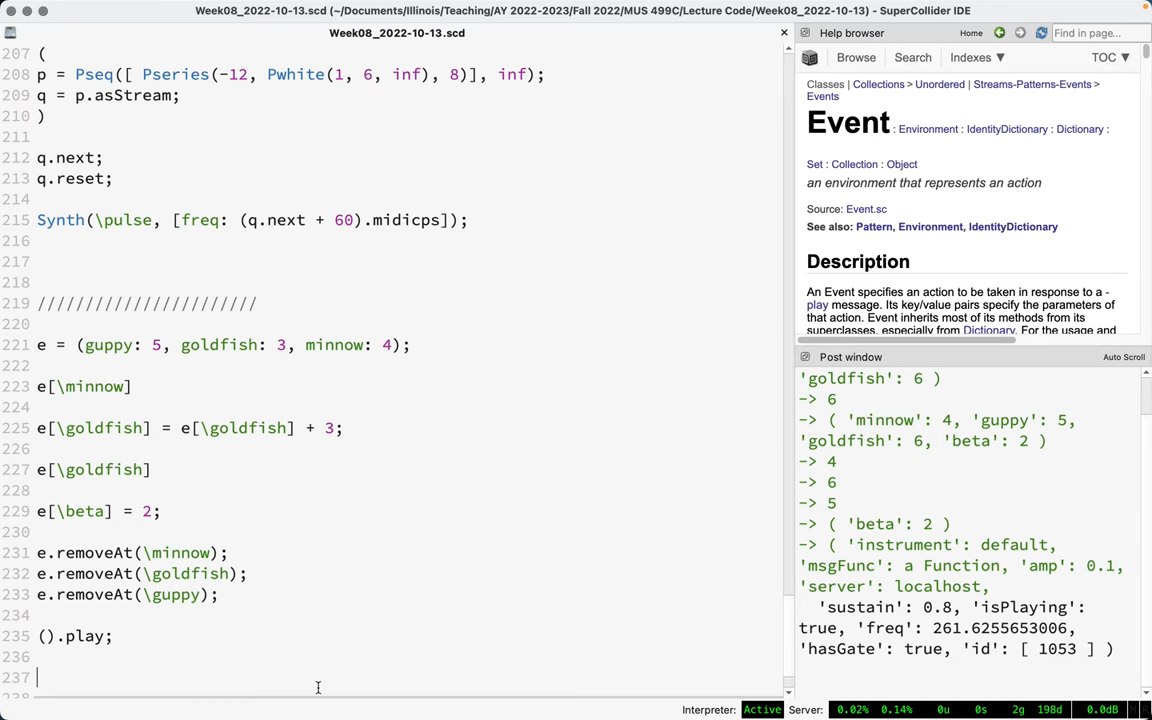 Week08_2022-10-13.scd (~/Documents/Illinois/Teaching/AY 2022-2023/Fall 2022/MUS 499C/Lecture Code/Week08_2022-10-13) - SuperCollider IDE
Week08_2022-10-13.scd
207 (
208 p = Pseq([ Pseries(-12, Pwhite(1, 6, inf), 8)], inf);
209 q = p.asStream;
210 )
211
212 q.next;
213 q.reset;
214
215 Synth(\pulse, [freq: (q.next + 60).midicps]);
216
217
218
219 ///////////////////////
220
221 e = (guppy: 5, goldfish: 3, minnow: 4);
222
223 e[\minnow]
224
225 e[\goldfish] = e[\goldfish] + 3;
226
227 e[\goldfish]
228
229 e[\beta] = 2;
230
231 e.removeAt(\minnow);
232 e.removeAt(\goldfish);
233 e.removeAt(\guppy);
234
235 ().play;
236
237
238
Help browser Home Find in page...
Browse Search Indexes ▼ TOC ▼
Classes | Collections > Unordered | Streams-Patterns-Events >
Events
Event : Environment : IdentityDictionary : Dictionary :
Set : Collection : Object
an environment that represents an action
Source: Event.sc
See also: Pattern, Environment, IdentityDictionary
Description
An Event specifies an action to be taken in response to a -
play message. Its key/value pairs specify the parameters of
that action. Event inherits most of its methods from its
superclasses, especially from Dictionary. For the usage and
Post window Auto Scroll
'goldfish': 6 )
-> 6
-> ( 'minnow': 4, 'guppy': 5,
'goldfish': 6, 'beta': 2 )
-> 4
-> 6
-> 5
-> ( 'beta': 2 )
-> ( 'instrument': default,
'msgFunc': a Function, 'amp': 0.1,
'server': localhost,
'sustain': 0.8, 'isPlaying':
true, 'freq': 261.6255653006,
'hasGate': true, 'id': [ 1053 ] )
Interpreter: Active Server: 0.02% 0.14% 0u 0s 2g 198d 0.0dB